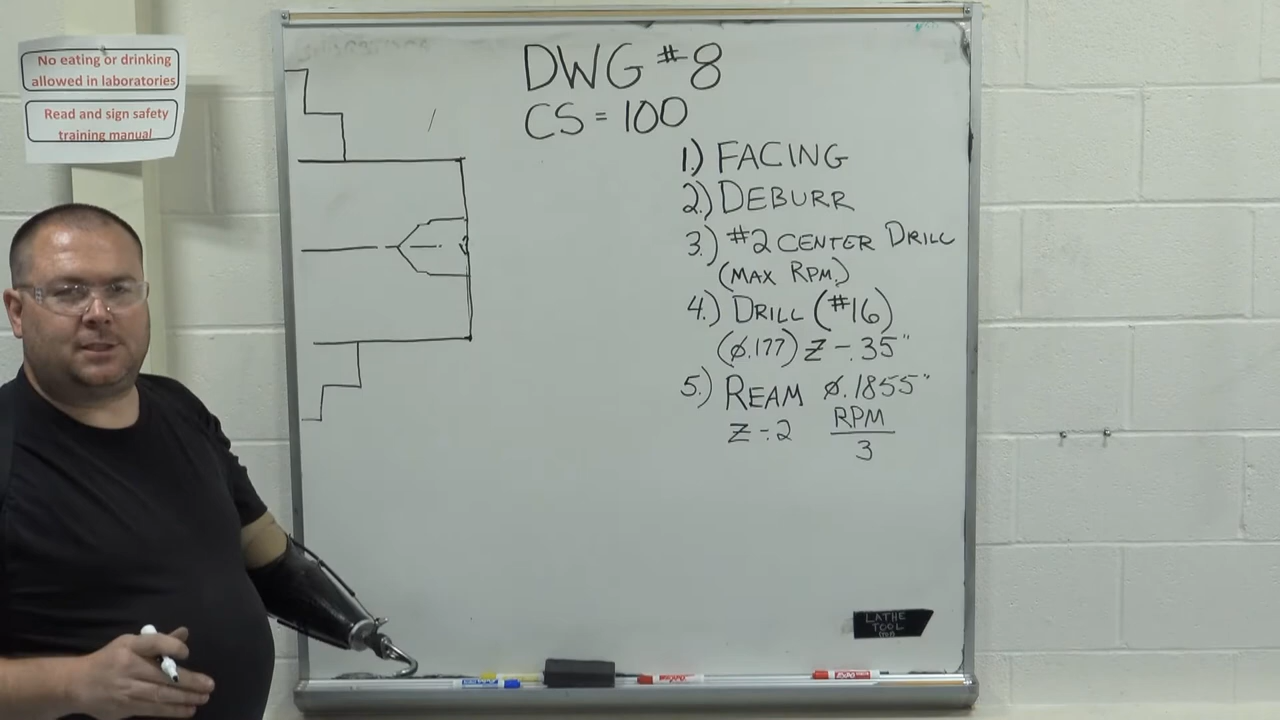 No eating or drinking
allowed in laboratories
Read and sign safety
training manual
DWG #8
CS = 100
1.) FACING
2.) DEBURR
3.) #2 CENTER DRILL
(MAX RPM.)
4.) DRILL (#16)
(Ø.177) Z -.35"
5.) REAM Ø.1855"
Z -.2 RPM
3
LATHE
TOOL